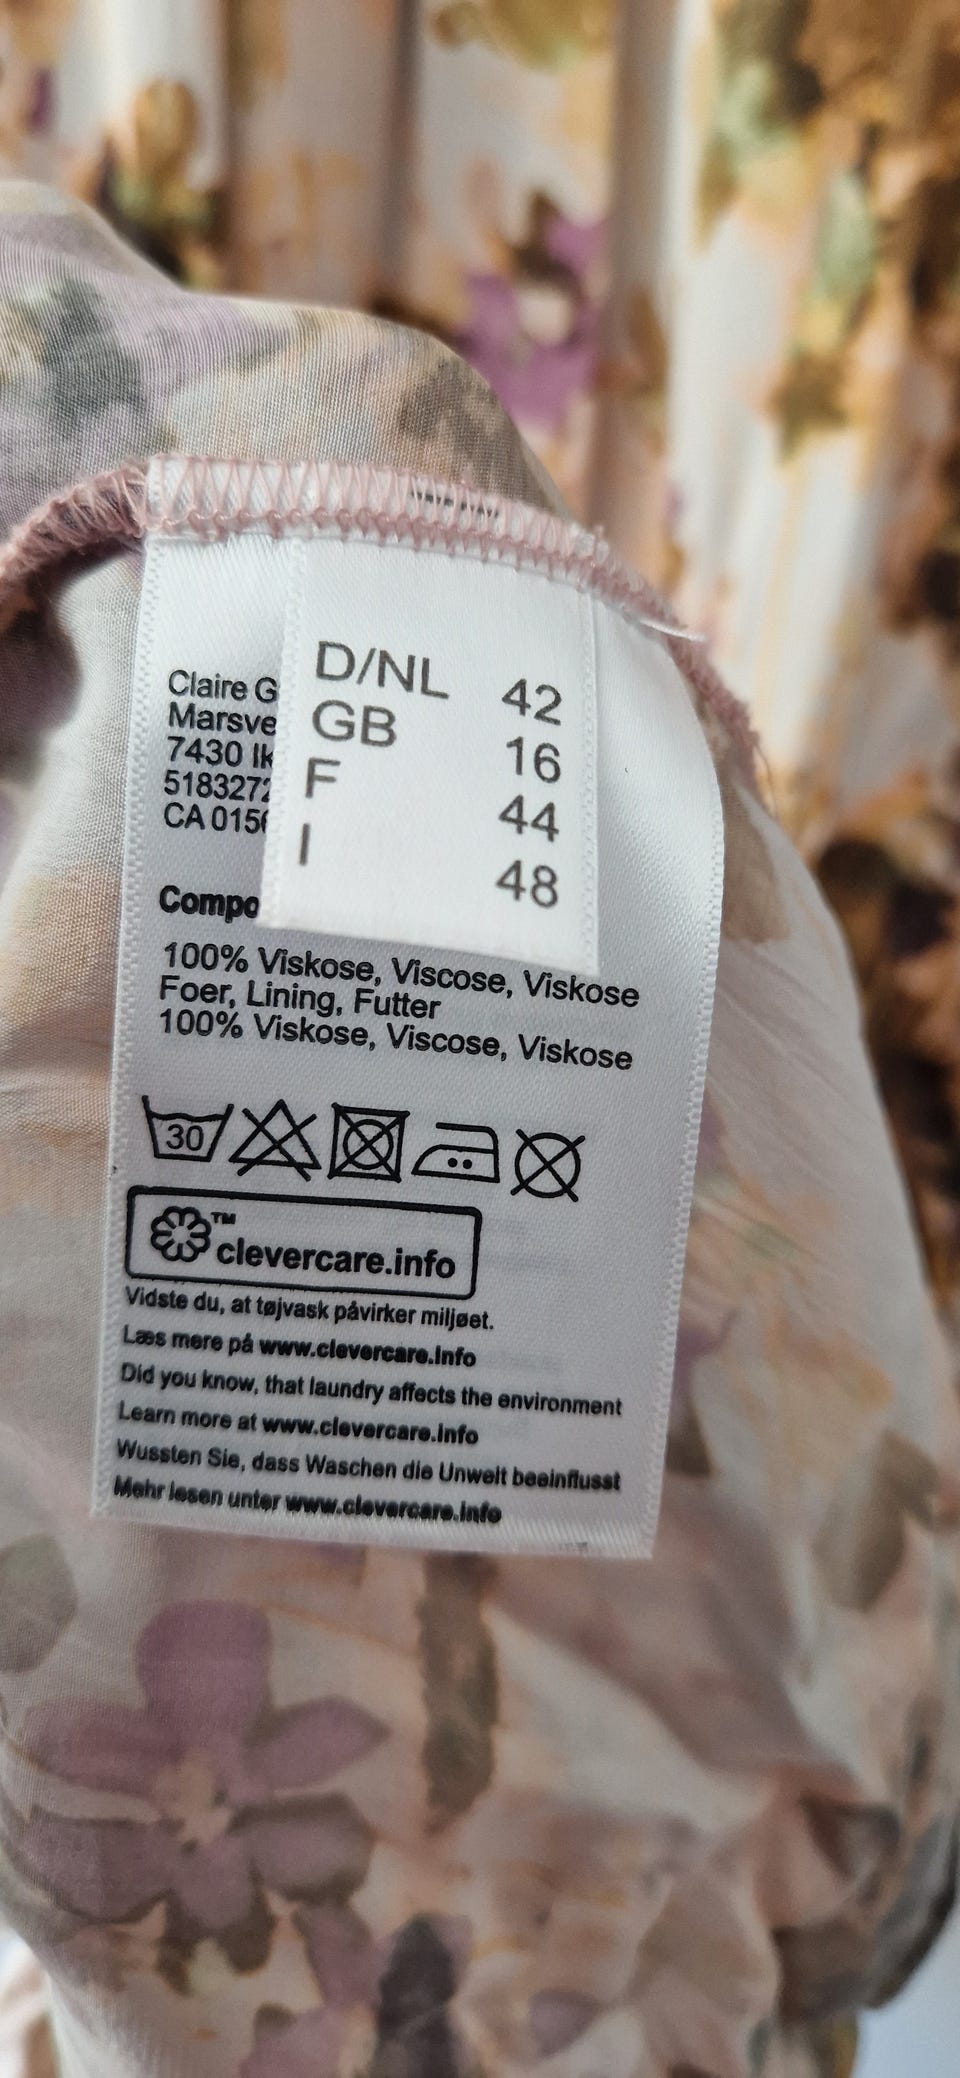 Claire G
Marsve
7430 Ik
CA 015
D/NL 42
GB 16
F 44
I 48
Compo
100% Viskose, Viscose, Viskose
Foer, Lining, Futter
100% Viskose, Viscose, Viskose
30
™
clevercare.info
Vidste du, at tøjvask påvirker miljøet.
Læs mere på www.clevercare.info
Did you know, that laundry affects the environment
Learn more at www.clevercare.info
Wussten Sie, dass Waschen die Umwelt beeinflusst
Mehr lesen unter www.clevercare.info